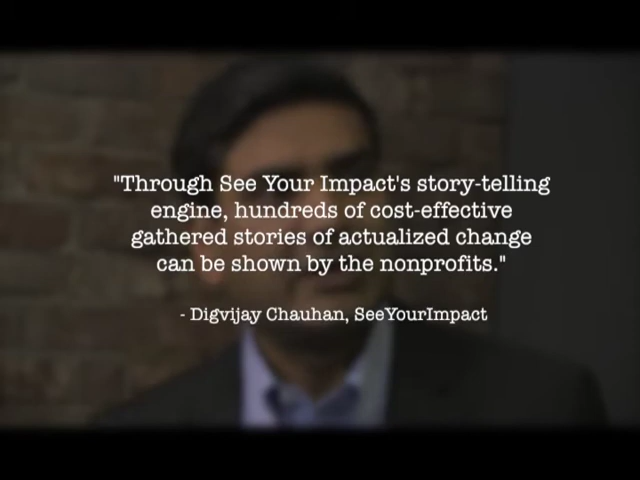 "Through See Your Impact's story-telling
engine, hundreds of cost-effective
gathered stories of actualized change
can be shown by the nonprofits."
- Digvijay Chauhan, SeeYourImpact